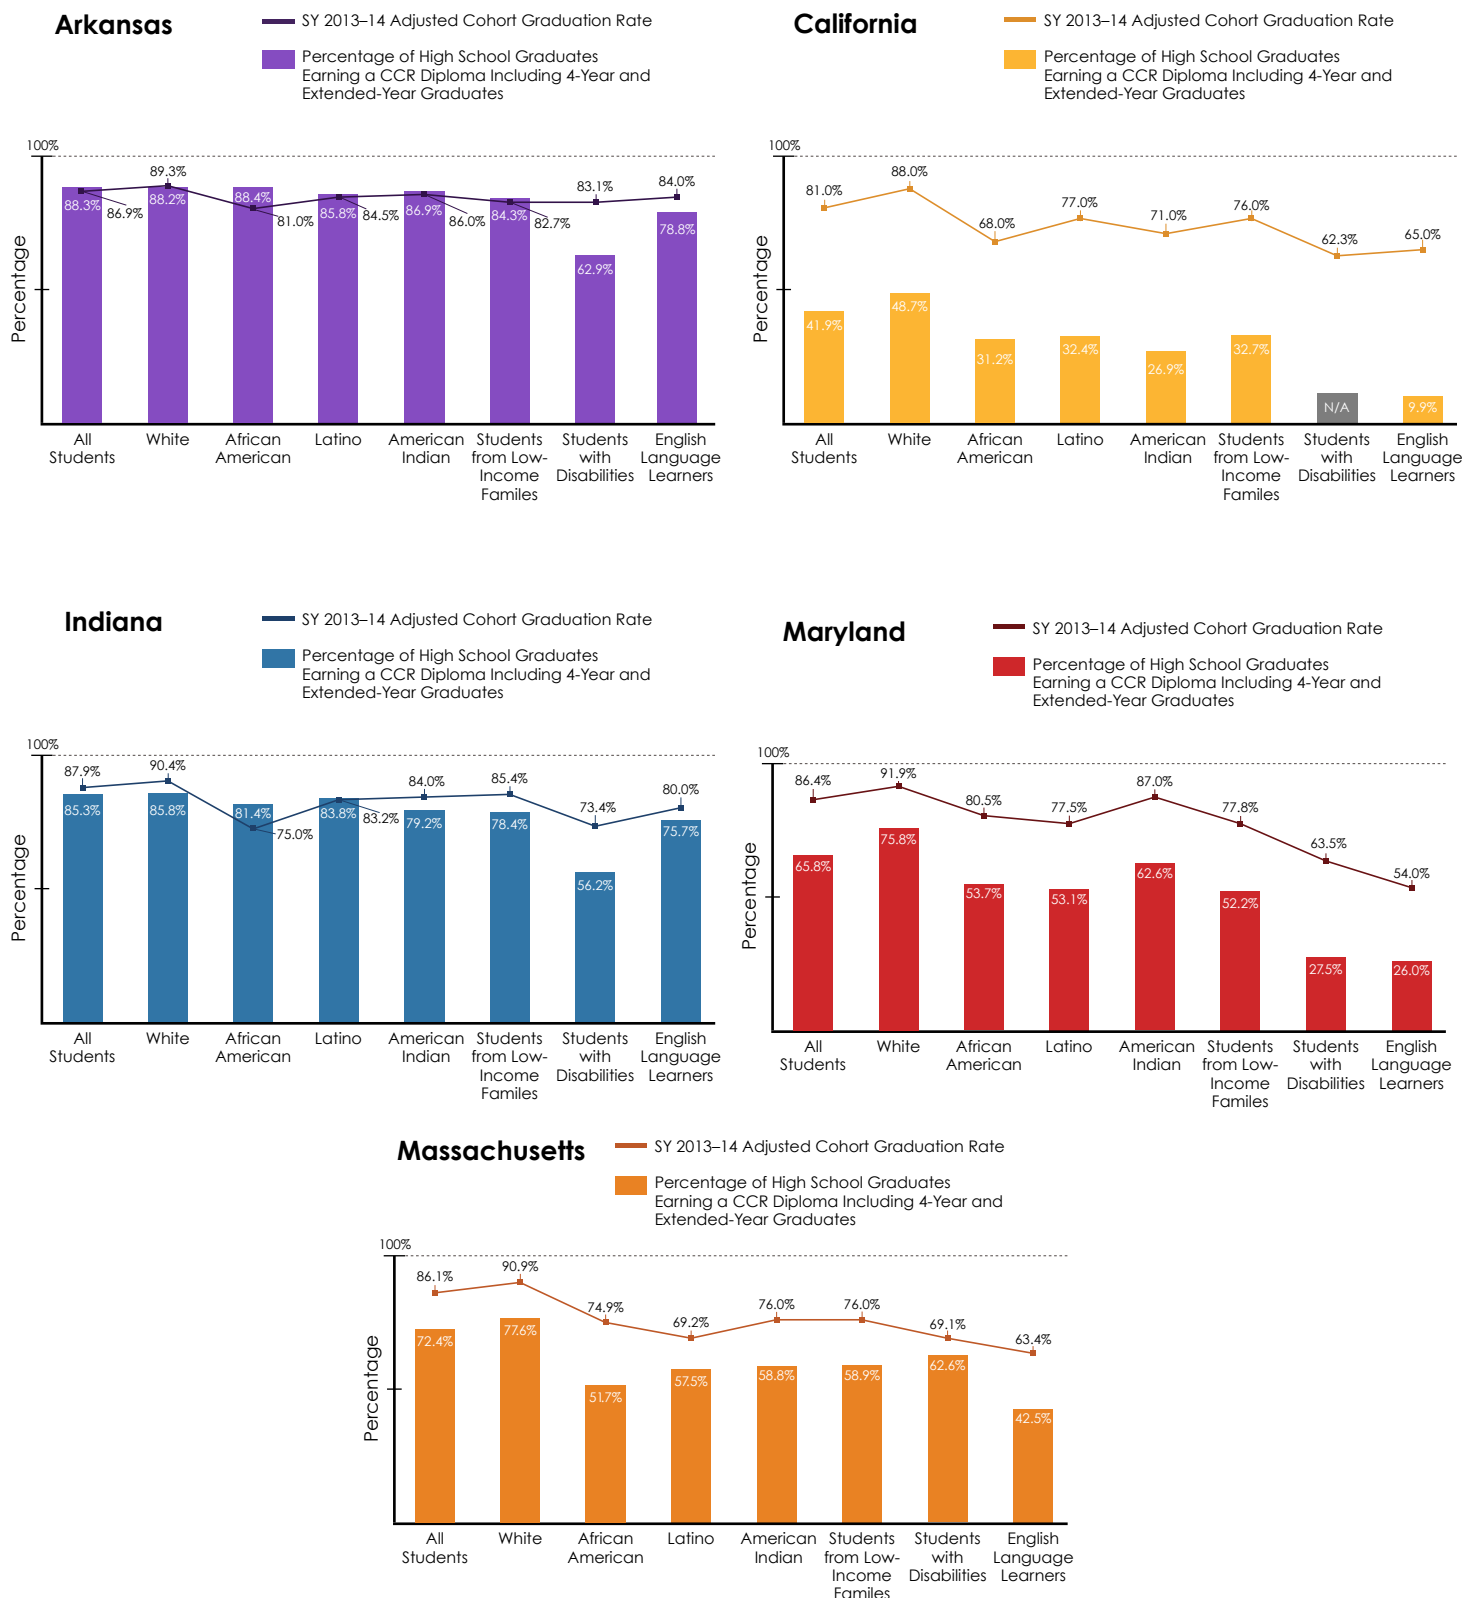 Arkansas
SY 2013–14 Adjusted Cohort Graduation Rate
Percentage of High School Graduates
Earning a CCR Diploma Including 4-Year and
Extended-Year Graduates
100%
Percentage
88.3%
86.9%
89.3%
88.2%
88.4%
81.0%
85.8%
84.5%
86.9%
86.0%
84.3%
82.7%
83.1%
62.9%
84.0%
78.8%
All
Students
White
African
American
Latino
American
Indian
Students
from Low-
Income
Familes
Students
with
Disabilities
English
Language
Learners
California
SY 2013–14 Adjusted Cohort Graduation Rate
Percentage of High School Graduates
Earning a CCR Diploma Including 4-Year and
Extended-Year Graduates
100%
Percentage
81.0%
88.0%
68.0%
77.0%
71.0%
76.0%
62.3%
65.0%
41.9%
48.7%
31.2%
32.4%
26.9%
32.7%
N/A
9.9%
All
Students
White
African
American
Latino
American
Indian
Students
from Low-
Income
Familes
Students
with
Disabilities
English
Language
Learners
Indiana
SY 2013–14 Adjusted Cohort Graduation Rate
Percentage of High School Graduates
Earning a CCR Diploma Including 4-Year and
Extended-Year Graduates
100%
Percentage
87.9%
90.4%
75.0%
83.2%
84.0%
85.4%
73.4%
80.0%
85.3%
85.8%
81.4%
83.8%
79.2%
78.4%
56.2%
75.7%
All
Students
White
African
American
Latino
American
Indian
Students
from Low-
Income
Familes
Students
with
Disabilities
English
Language
Learners
Maryland
SY 2013–14 Adjusted Cohort Graduation Rate
Percentage of High School Graduates
Earning a CCR Diploma Including 4-Year and
Extended-Year Graduates
100%
Percentage
86.4%
91.9%
80.5%
77.5%
87.0%
77.8%
63.5%
54.0%
65.8%
75.8%
53.7%
53.1%
62.6%
52.2%
27.5%
26.0%
All
Students
White
African
American
Latino
American
Indian
Students
from Low-
Income
Familes
Students
with
Disabilities
English
Language
Learners
Massachusetts
SY 2013–14 Adjusted Cohort Graduation Rate
Percentage of High School Graduates
Earning a CCR Diploma Including 4-Year and
Extended-Year Graduates
100%
Percentage
86.1%
90.9%
74.9%
69.2%
76.0%
76.0%
69.1%
63.4%
72.4%
77.6%
51.7%
57.5%
58.8%
58.9%
62.6%
42.5%
All
Students
White
African
American
Latino
American
Indian
Students
from Low-
Income
Familes
Students
with
Disabilities
English
Language
Learners